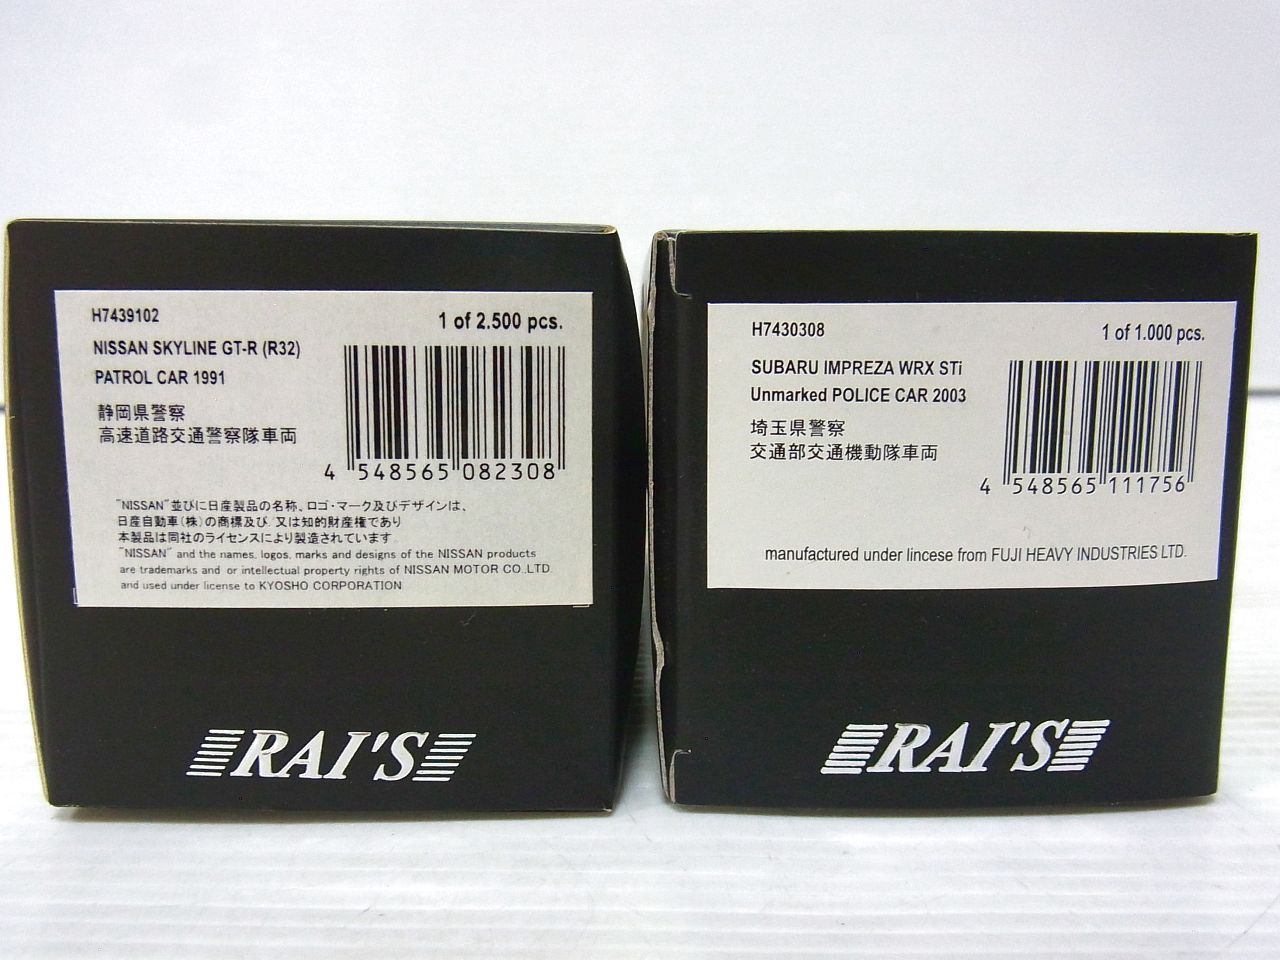 H7439102
1 of 2.500 pcs.
NISSAN SKYLINE GT-R (R32)
PATROL CAR 1991
静岡県警察
高速道路交通警察隊車両
4 548565 082308
"NISSAN"並びに日産製品の名称、ロゴ・マーク及びデザインは、
日産自動車(株)の商標及び、又は知的財産権であり
本製品は同社のライセンスにより製造されています
"NISSAN" and the names, logos, marks and designs of the NISSAN products
are trademarks and or intellectual property rights of NISSAN MOTOR CO.,LTD
and used under license to KYOSHO CORPORATION
RAI'S
H7430308
1 of 1.000 pcs.
SUBARU IMPREZA WRX STi
Unmarked POLICE CAR 2003
埼玉県警察
交通部交通機動隊車両
4 548565 111756
manufactured under lincese from FUJI HEAVY INDUSTRIES LTD.
RAI'S